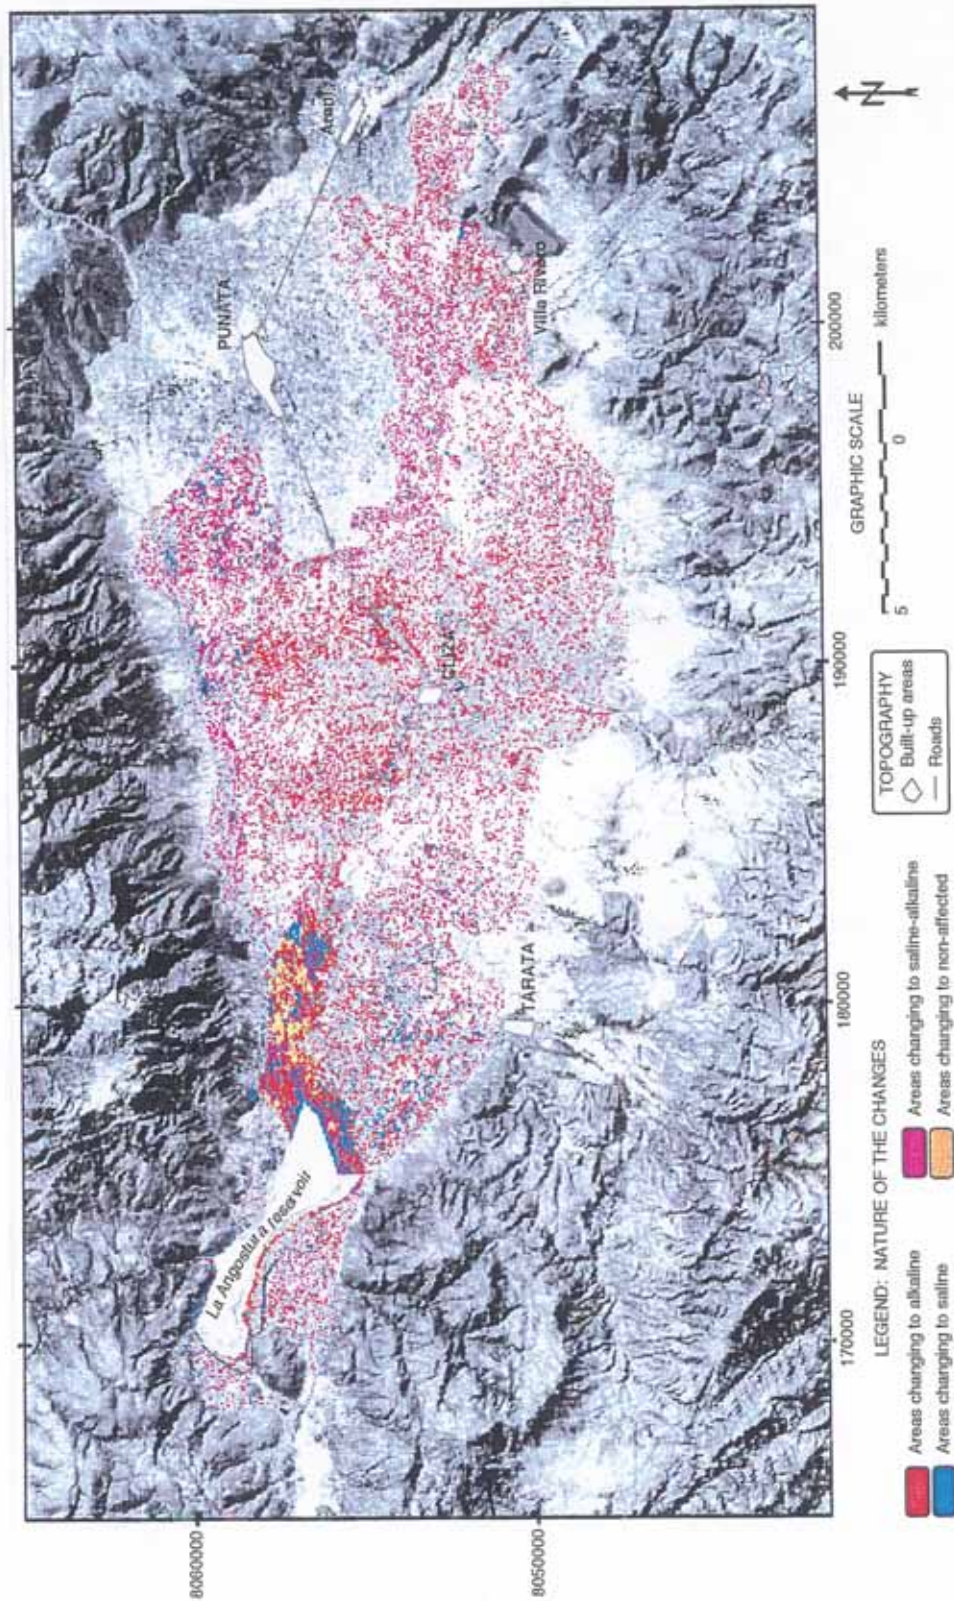 8060000
8050000
La Angostura reservoir
TARATA
CLIZA
PUNATA
Villa Rivero
170000
180000
190000
200000
N
LEGEND: NATURE OF THE CHANGES
Areas changing to alkaline
Areas changing to saline
Areas changing to saline-alkaline
Areas changing to non-affected
TOPOGRAPHY
Built-up areas
Roads
GRAPHIC SCALE
5
0
kilometers